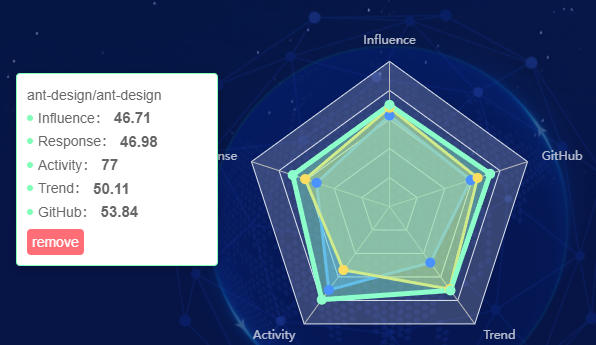 Influence
ant-design/ant-design
Influence： 46.71
Response： 46.98
nse
GitHub
Activity： 77
Trend： 50.11
GitHub： 53.84
remove
Activity
Trend